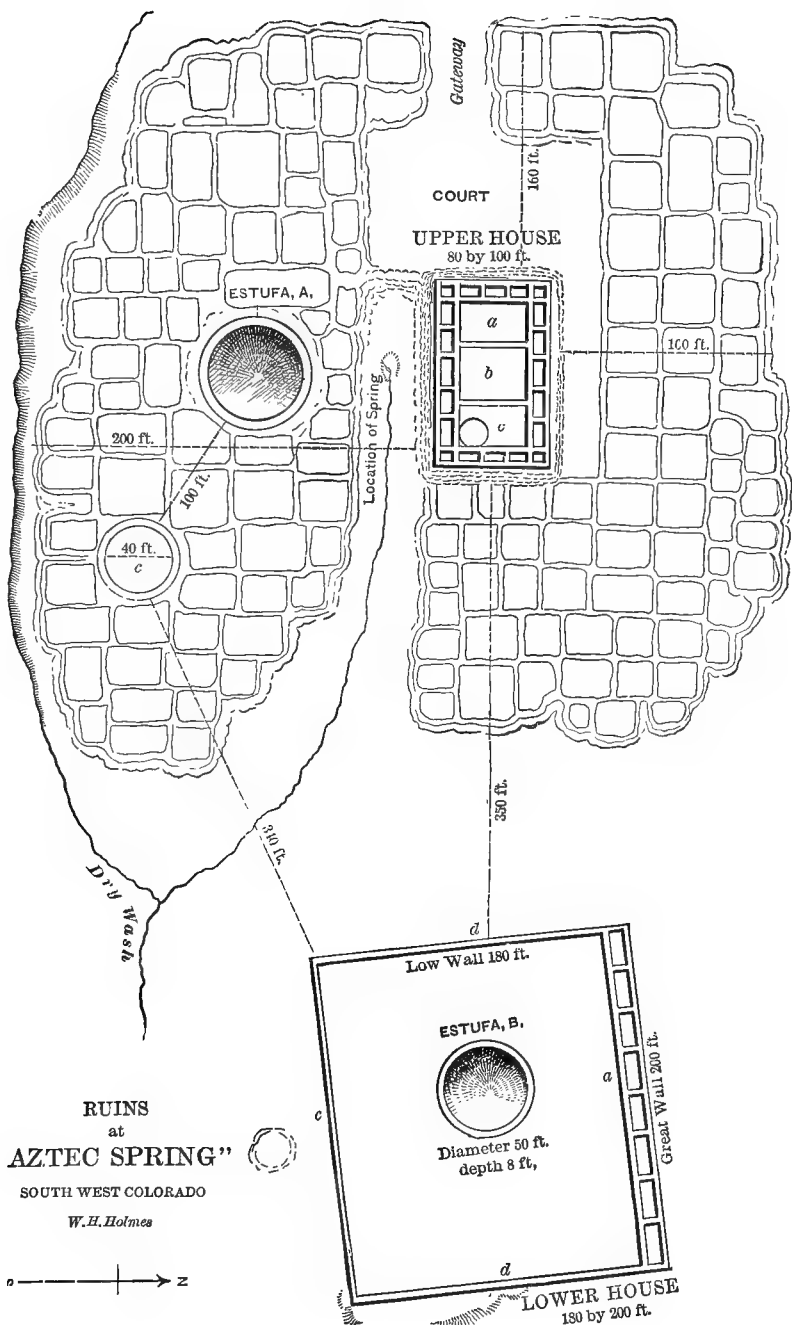 Gateway
COURT
160 ft.
UPPER HOUSE
80 by 100 ft.
ESTUFA, A,
a
b
c
100 ft.
Location of Spring
200 ft.
100 ft.
40 ft.
c
350 ft.
310 ft.
Dry Wash
d
Low Wall 180 ft.
ESTUFA, B.
a
Great Wall 200 ft.
c
Diameter 50 ft.
depth 8 ft,
RUINS
at
AZTEC SPRING"
SOUTH WEST COLORADO
W.H.Holmes
N
d
LOWER HOUSE
180 by 200 ft.